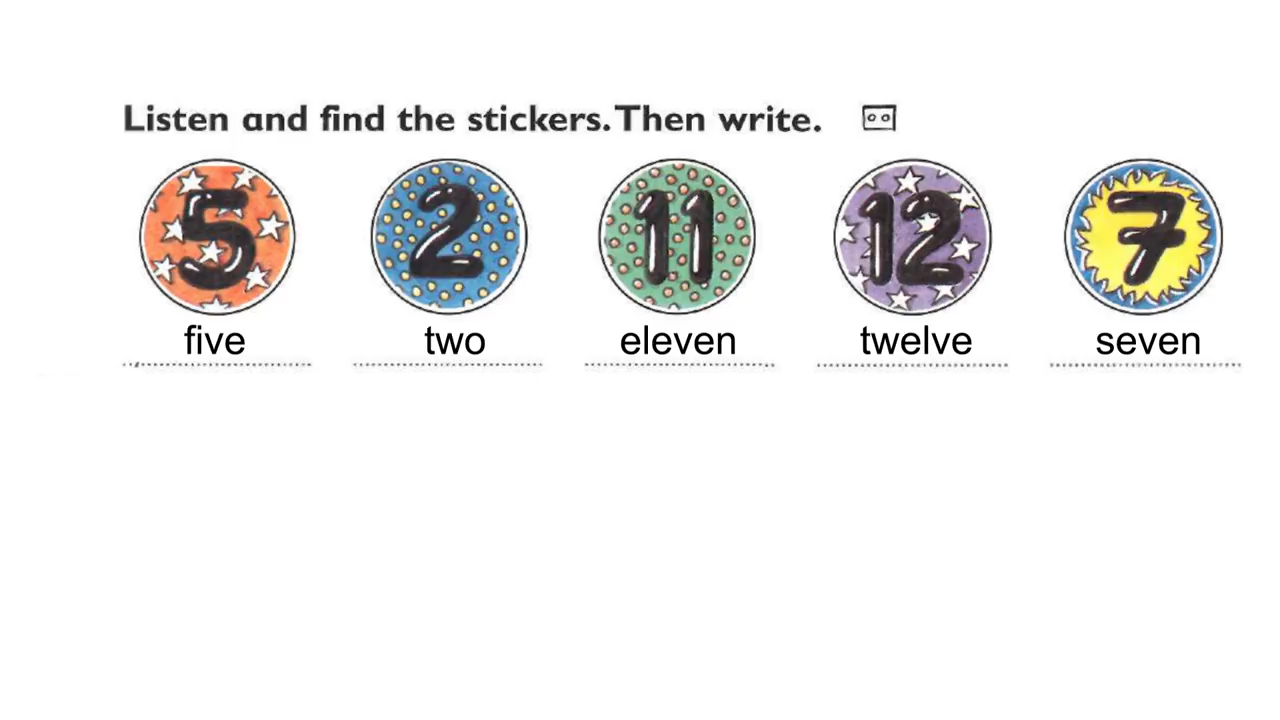 Listen and find the stickers. Then write.
5 2 11 12 7
five two eleven twelve seven